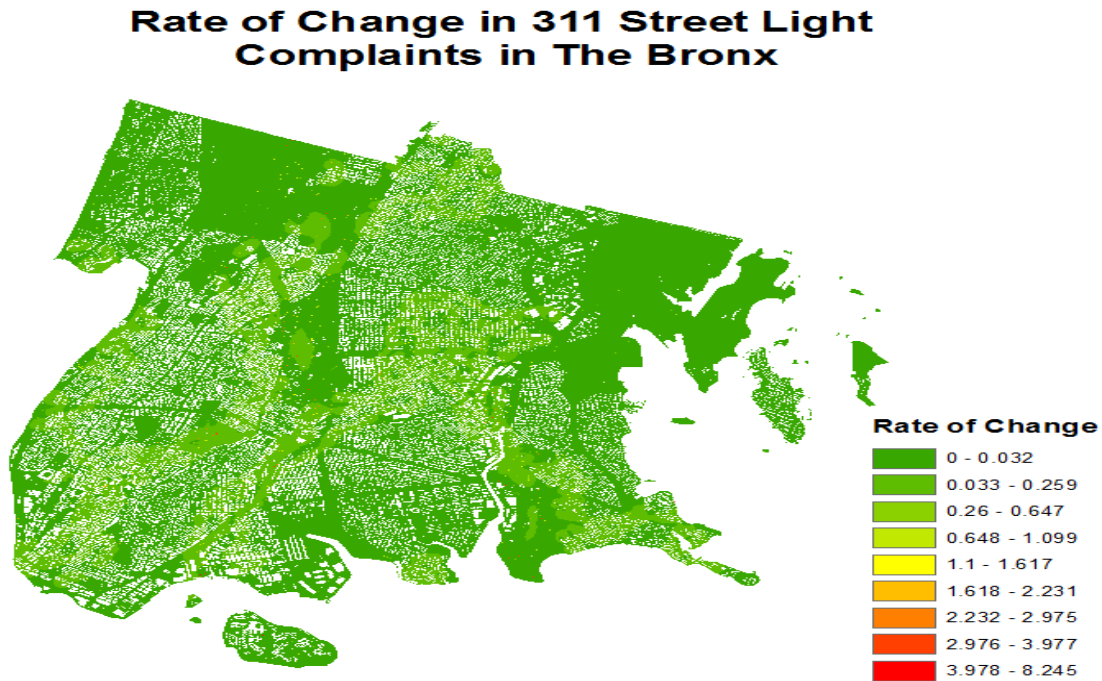 Rate of Change in 311 Street Light
Complaints in The Bronx
Rate of Change
0 - 0.032
0.033 - 0.259
0.26 - 0.647
0.648 - 1.099
1.1 - 1.617
1.618 - 2.231
2.232 - 2.975
2.976 - 3.977
3.978 - 8.245